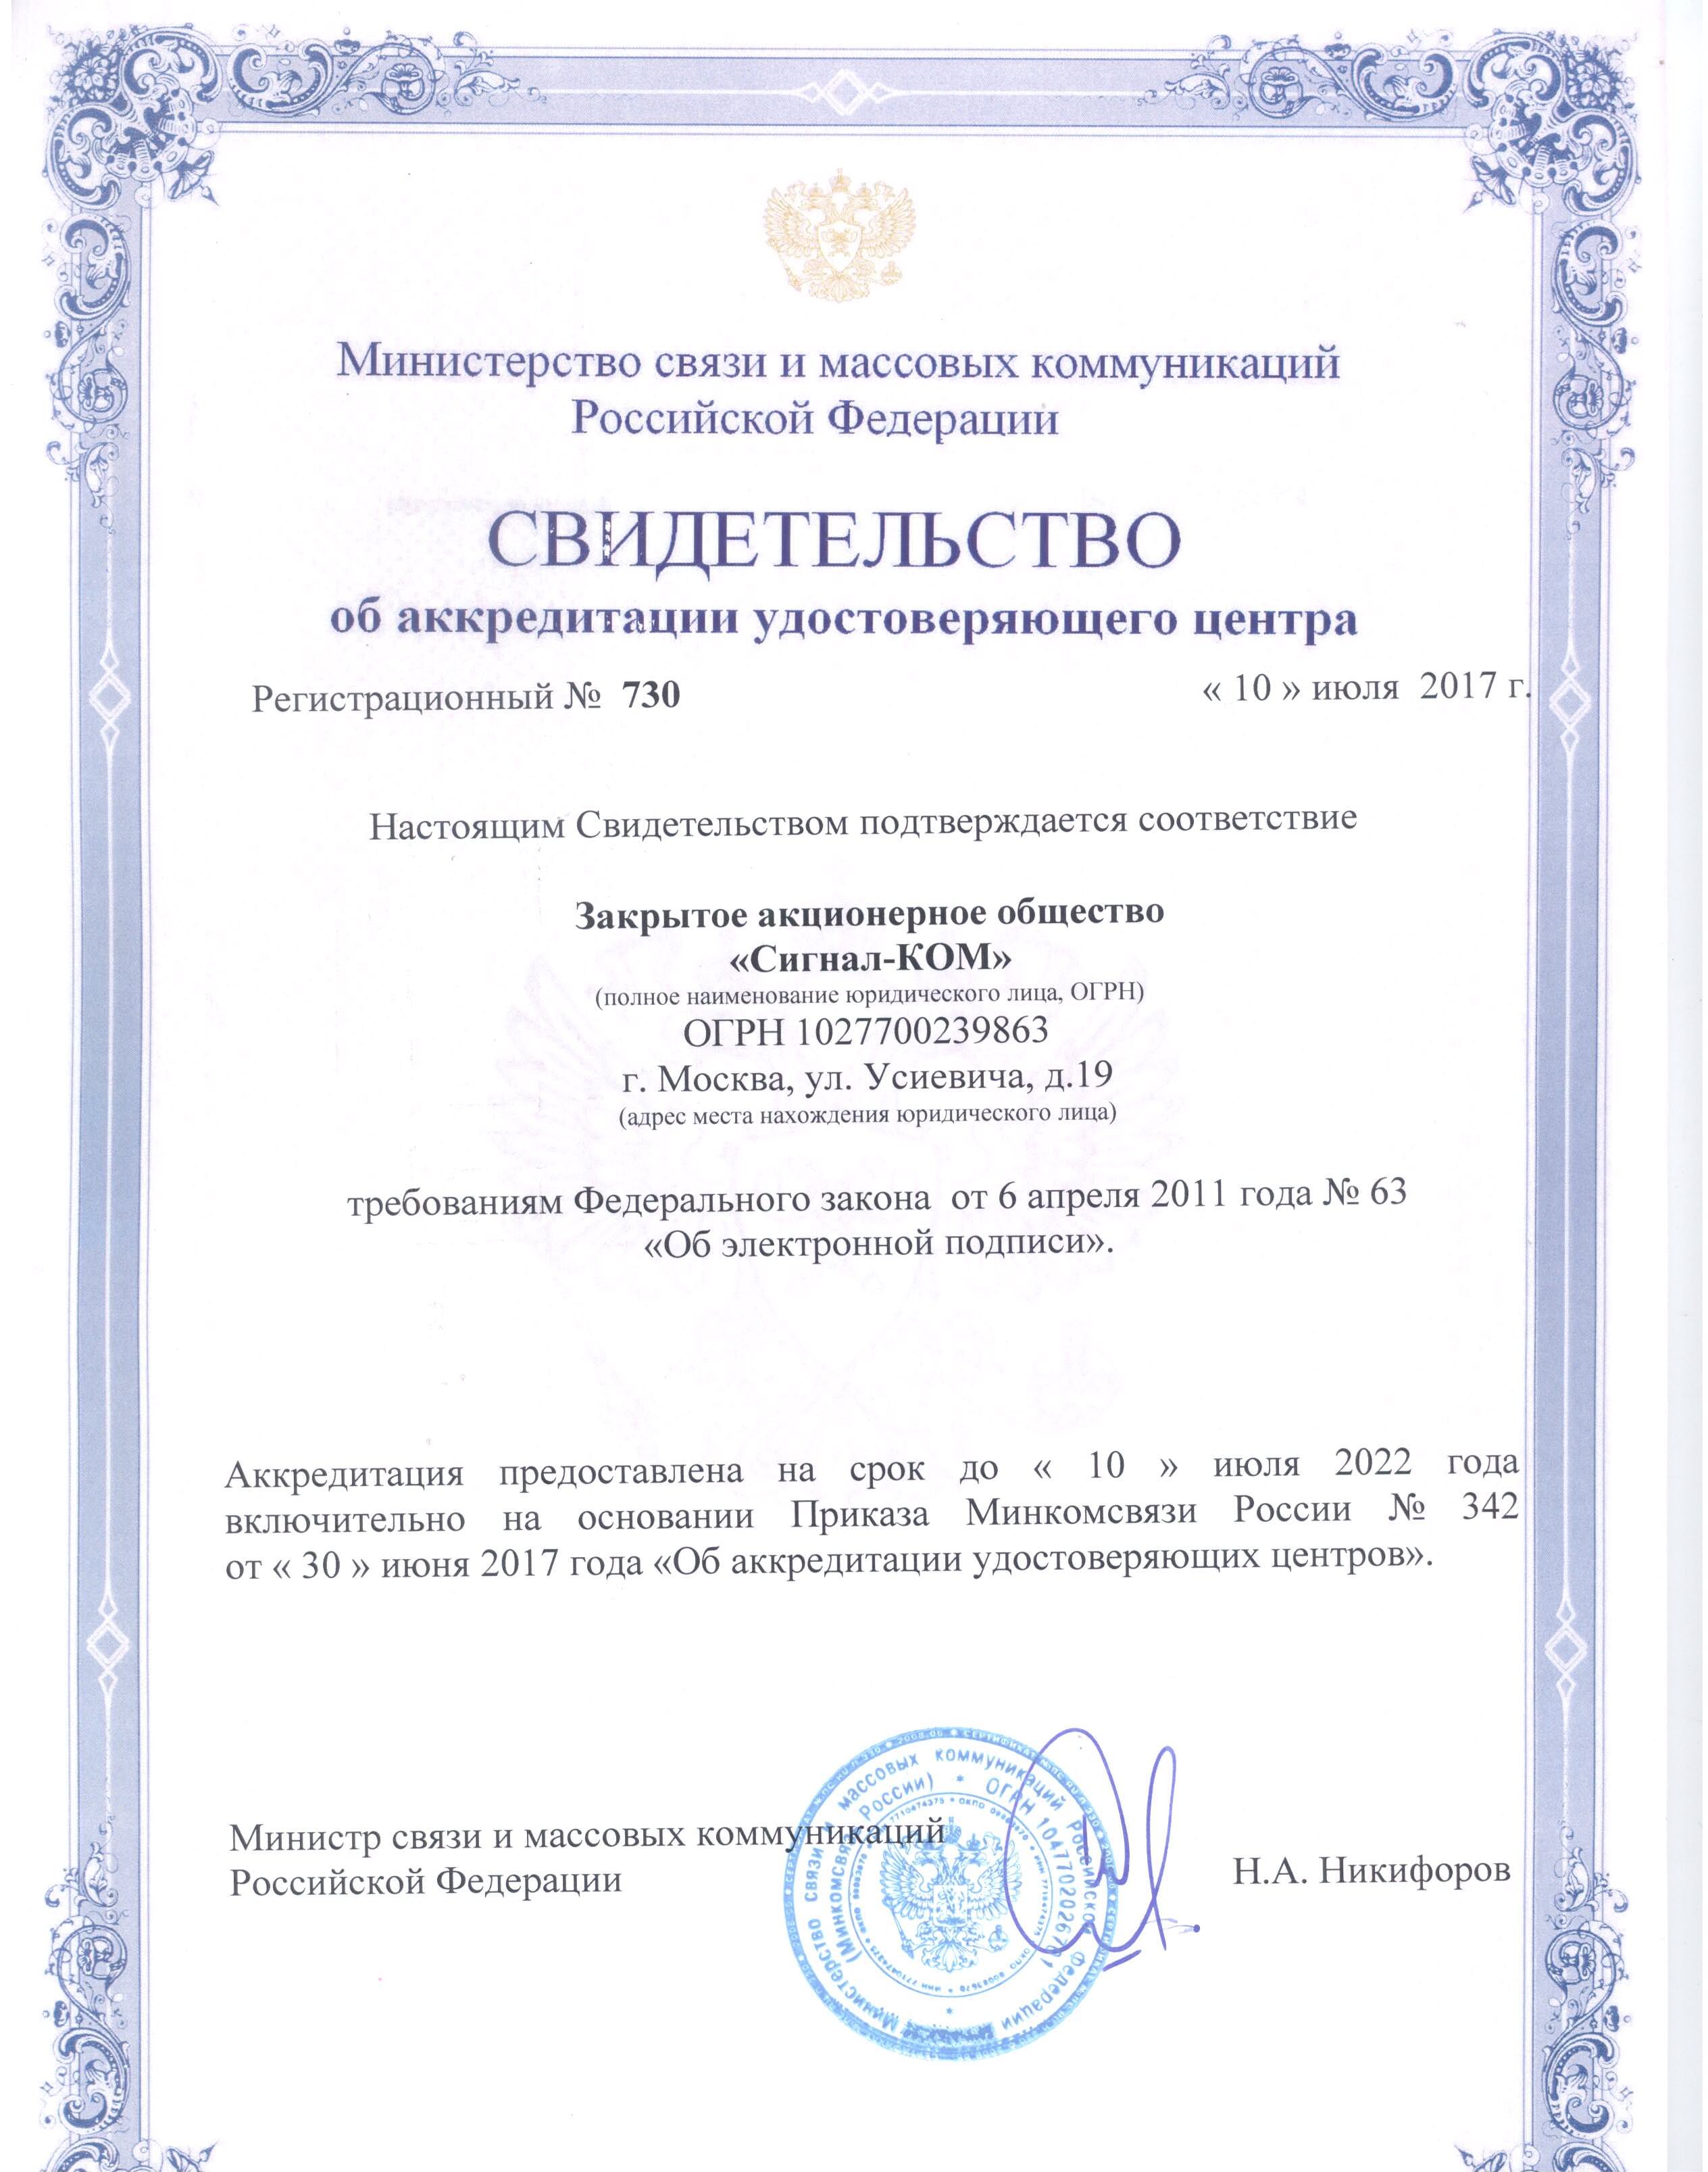 Министерство связи и массовых коммуникаций
Российской Федерации
СВИДЕТЕЛЬСТВО
об аккредитации удостоверяющего центра
Регистрационный № 730
« 10 » июля 2017 г.
Настоящим Свидетельством подтверждается соответствие
Закрытое акционерное общество
«Сигнал-КОМ»
(полное наименование юридического лица, ОГРН)
ОГРН 1027700239863
г. Москва, ул. Усиевича, д.19
(адрес места нахождения юридического лица)
требованиям Федерального закона от 6 апреля 2011 года № 63
«Об электронной подписи».
Аккредитация предоставлена на срок до « 10 » июля 2022 года
включительно на основании Приказа Минкомсвязи России № 342
от « 30 » июня 2017 года «Об аккредитации удостоверяющих центров».
Министр связи и массовых коммуникаций
Российской Федерации
Н.А. Никифоров
Министерство связи и массовых коммуникаций Российской Федерации
(Минкомсвязь России) * ОГРН 1047702026701